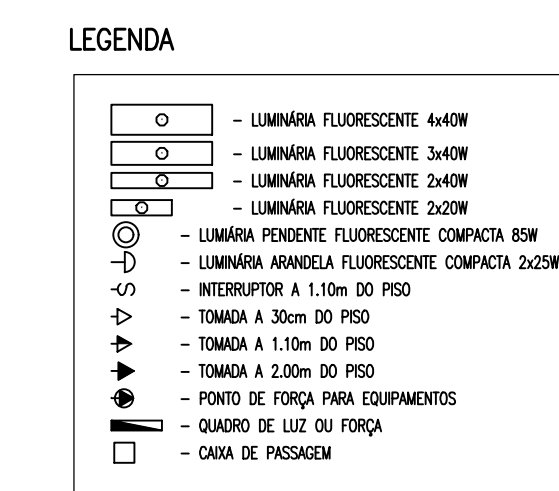 LEGENDA
– LUMINÁRIA FLUORESCENTE 4x40W
– LUMINÁRIA FLUORESCENTE 3x40W
– LUMINÁRIA FLUORESCENTE 2x40W
– LUMINÁRIA FLUORESCENTE 2x20W
– LUMIÁRIA PENDENTE FLUORESCENTE COMPACTA 85W
– LUMINÁRIA ARANDELA FLUORESCENTE COMPACTA 2x25W
– INTERRUPTOR A 1.10m DO PISO
– TOMADA A 30cm DO PISO
– TOMADA A 1.10m DO PISO
– TOMADA A 2.00m DO PISO
– PONTO DE FORÇA PARA EQUIPAMENTOS
– QUADRO DE LUZ OU FORÇA
– CAIXA DE PASSAGEM